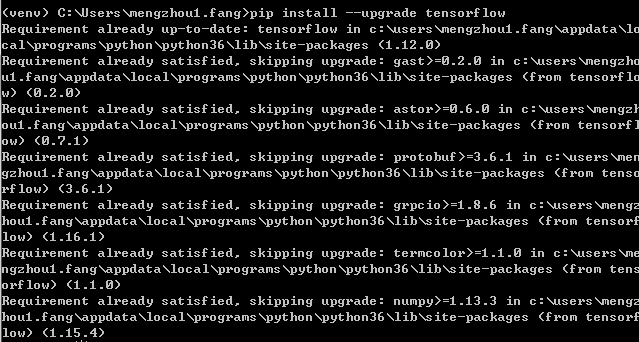 (venv) C:\Users\mengzhou1.fang>pip install --upgrade tensorflow
Requirement already up-to-date: tensorflow in c:\users\mengzhou1.fang\appdata\lo
cal\programs\python\python36\lib\site-packages (1.12.0)
Requirement already satisfied, skipping upgrade: gast>=0.2.0 in c:\users\mengzho
u1.fang\appdata\local\programs\python\python36\lib\site-packages (from tensorflo
w) (0.2.0)
Requirement already satisfied, skipping upgrade: astor>=0.6.0 in c:\users\mengzh
ou1.fang\appdata\local\programs\python\python36\lib\site-packages (from tensorfl
ow) (0.7.1)
Requirement already satisfied, skipping upgrade: protobuf>=3.6.1 in c:\users\men
gzhou1.fang\appdata\local\programs\python\python36\lib\site-packages (from tenso
rflow) (3.6.1)
Requirement already satisfied, skipping upgrade: grpcio>=1.8.6 in c:\users\mengz
hou1.fang\appdata\local\programs\python\python36\lib\site-packages (from tensorf
low) (1.16.1)
Requirement already satisfied, skipping upgrade: termcolor>=1.1.0 in c:\users\me
ngzhou1.fang\appdata\local\programs\python\python36\lib\site-packages (from tens
orflow) (1.1.0)
Requirement already satisfied, skipping upgrade: numpy>=1.13.3 in c:\users\mengz
hou1.fang\appdata\local\programs\python\python36\lib\site-packages (from tensorf
low) (1.15.4)